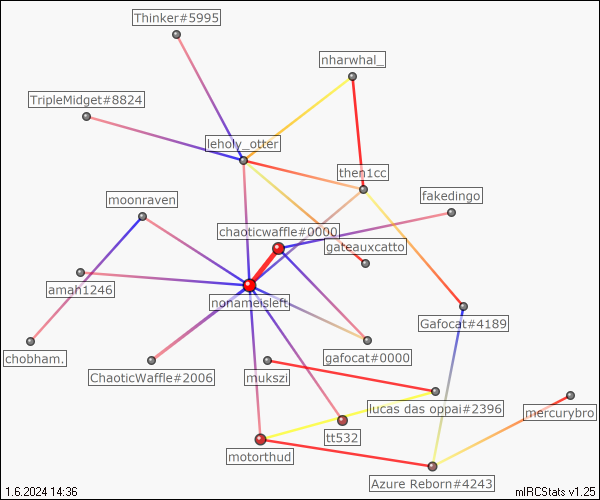 Thinker#5995
nharwhal_
TripleMidget#8824
leholy_otter
then1cc
moonraven
fakedingo
chaoticwaffle#0000
gateauxcatto
amah1246
nonameisleft
Gafocat#4189
chobham.
gafocat#0000
ChaoticWaffle#2006
mukszi
lucas das oppai#2396
mercurybro
tt532
motorthud
Azure Reborn#4243
1.6.2024 14:36
mIRCStats v1.25